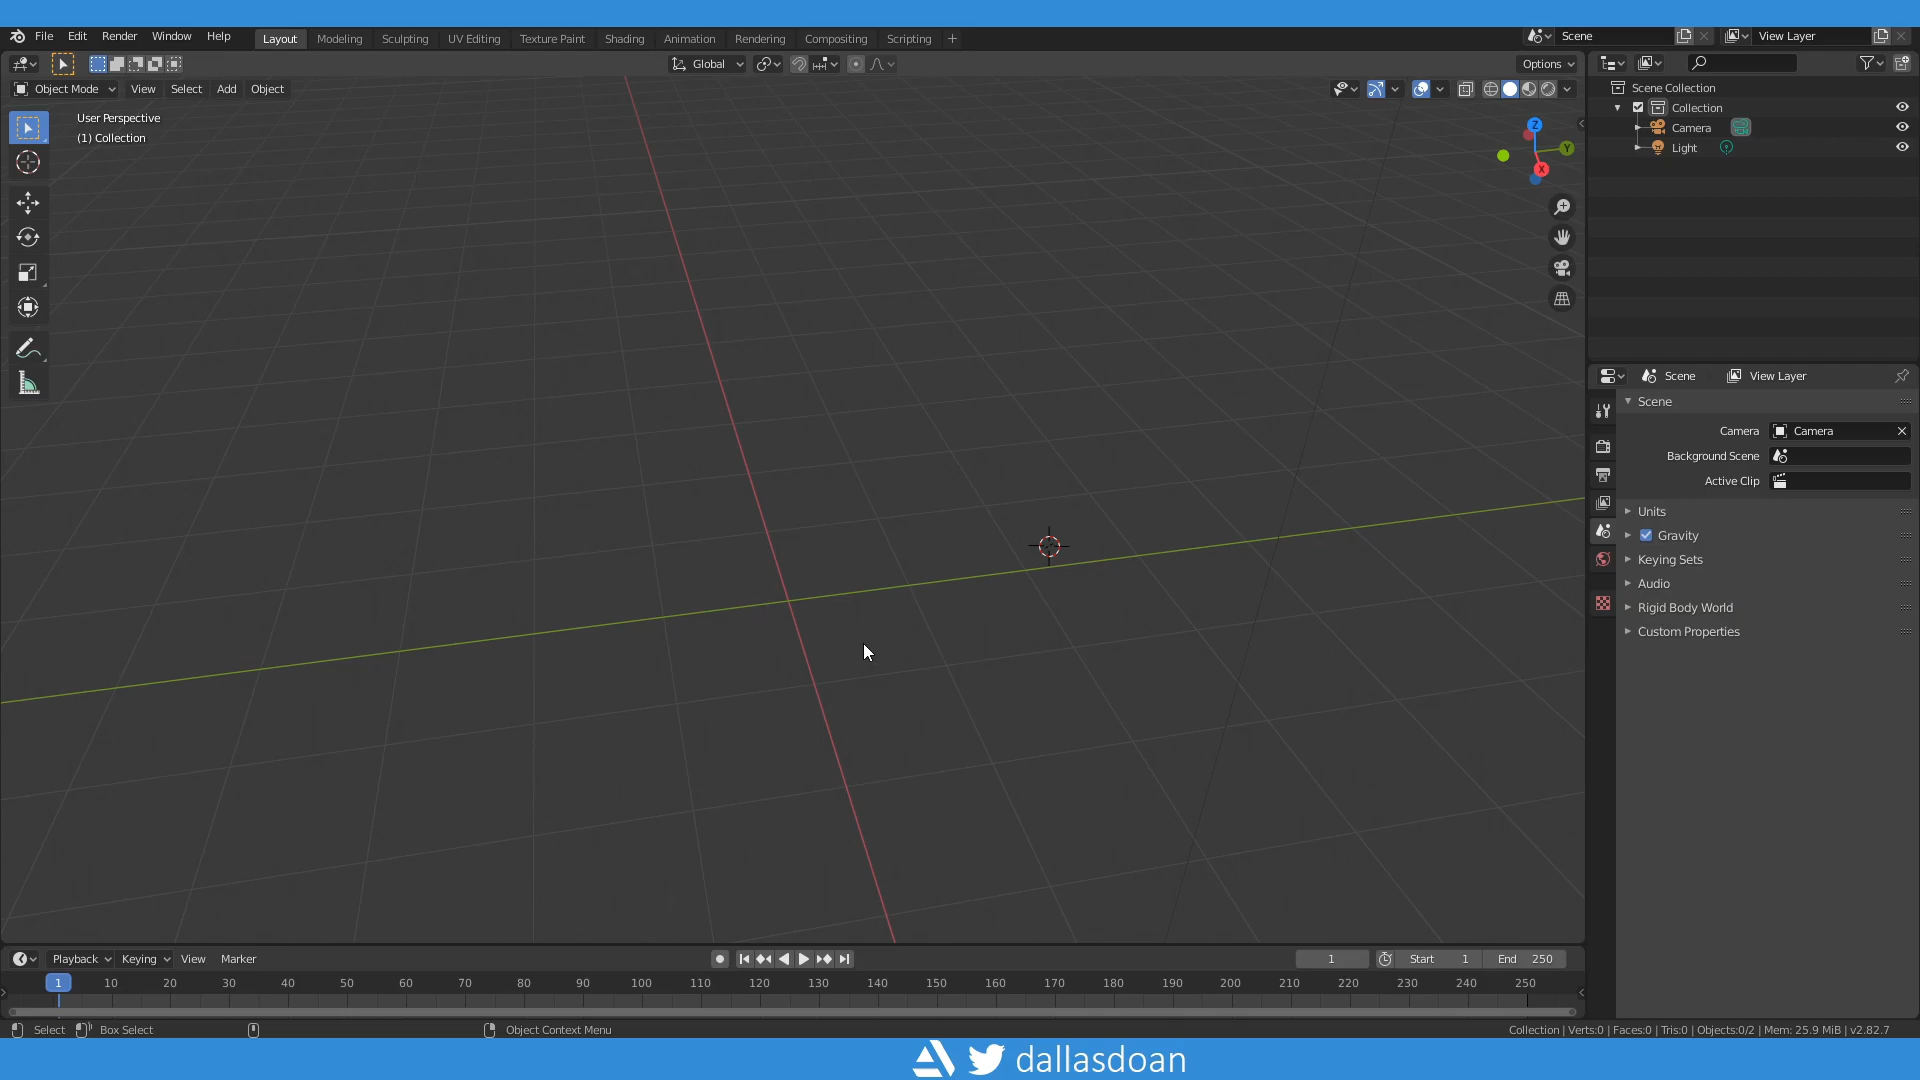 File Edit Render Window Help Layout Modeling Sculpting UV Editing Texture Paint Shading Animation Rendering Compositing Scripting + Scene View Layer
Global Options
Object Mode View Select Add Object
User Perspective
(1) Collection
Z
Y
X
Scene Collection
Collection
Camera
Light
Scene View Layer
Scene
Camera Camera
Background Scene
Active Clip
Units
Gravity
Keying Sets
Audio
Rigid Body World
Custom Properties
Playback Keying View Marker 1 Start 1 End 250
1 10 20 30 40 50 60 70 80 90 100 110 120 130 140 150 160 170 180 190 200 210 220 230 240 250
Select Box Select Object Context Menu Collection | Verts:0 | Faces:0 | Tris:0 | Objects:0/2 | Mem: 25.9 MiB | v2.82.7
dallasdoan